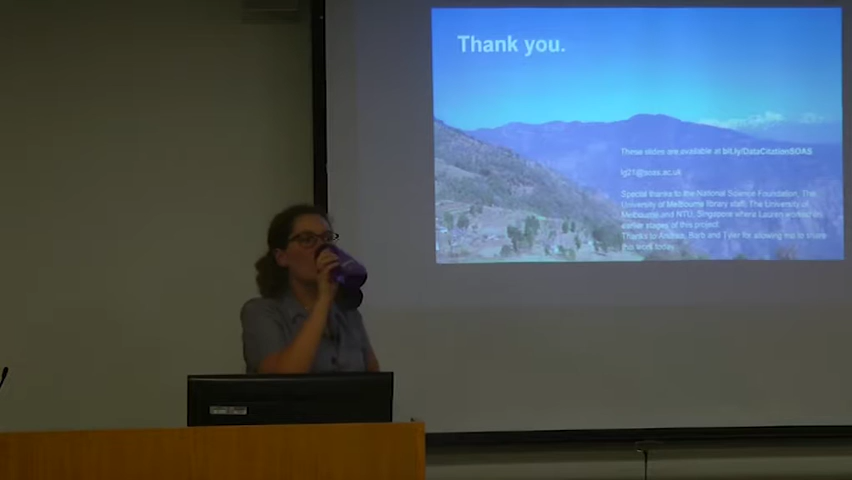 Thank you.
These slides are available at bit.ly/DataCitationSOAS
lg21@soas.ac.uk
Special thanks to the National Science Foundation, The
University of Melbourne library staff, The University of
Melbourne and NTU, Singapore where Lauren worked on
earlier stages of this project
Thanks to Andrea, Barb and Tyler for allowing me to share
this work today